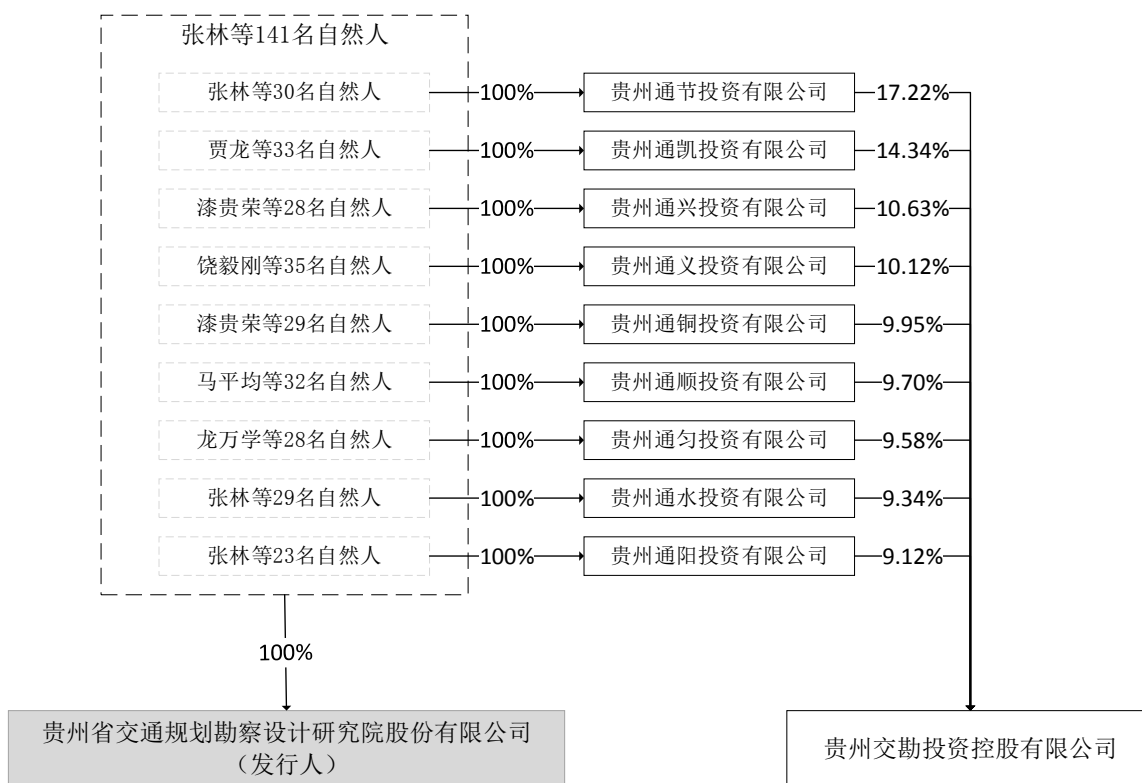 张林等141名自然人
张林等30名自然人 100% 贵州通节投资有限公司 17.22%
贾龙等33名自然人 100% 贵州通凯投资有限公司 14.34%
漆贵荣等28名自然人 100% 贵州通兴投资有限公司 10.63%
饶毅刚等35名自然人 100% 贵州通义投资有限公司 10.12%
漆贵荣等29名自然人 100% 贵州通铜投资有限公司 9.95%
马平均等32名自然人 100% 贵州通顺投资有限公司 9.70%
龙万学等28名自然人 100% 贵州通匀投资有限公司 9.58%
张林等29名自然人 100% 贵州通水投资有限公司 9.34%
张林等23名自然人 100% 贵州通阳投资有限公司 9.12%
100%
贵州省交通规划勘察设计研究院股份有限公司
（发行人）
贵州交勘投资控股有限公司